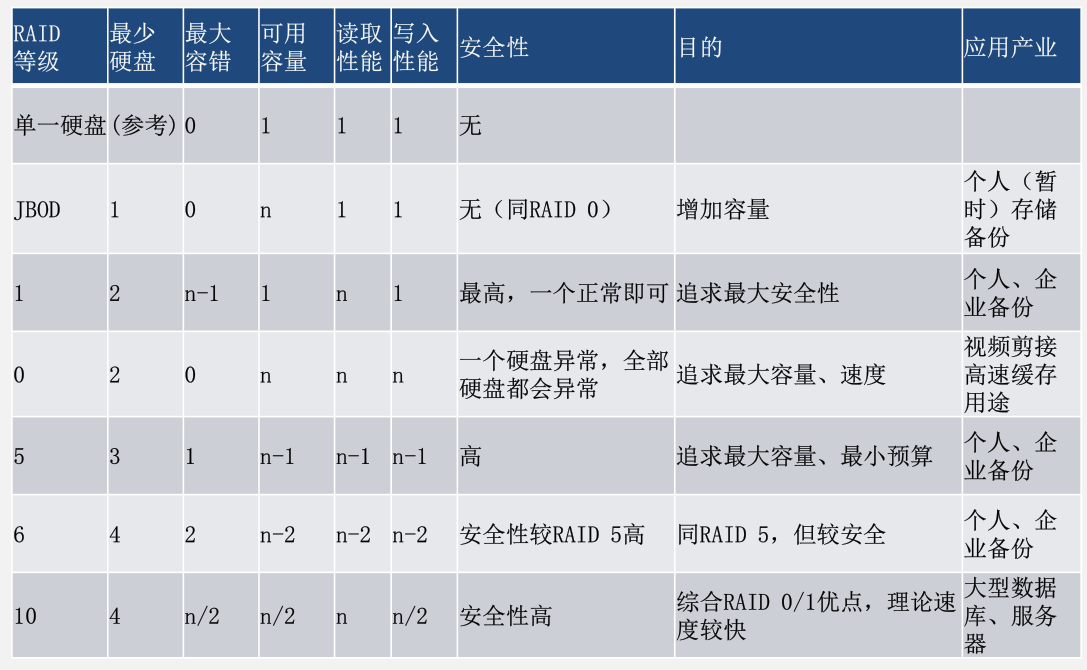 RAID 等级 最少硬盘 最大容错 可用容量 读取性能 写入性能 安全性 目的 应用产业
单一硬盘(参考) 0 1 1 1 无
JBOD 1 0 n 1 1 无（同RAID 0） 增加容量 个人（暂时）存储备份
1 2 n-1 1 n 1 最高，一个正常即可 追求最大安全性 个人、企业备份
0 2 0 n n n 一个硬盘异常，全部硬盘都会异常 追求最大容量、速度 视频剪接高速缓存用途
5 3 1 n-1 n-1 n-1 高 追求最大容量、最小预算 个人、企业备份
6 4 2 n-2 n-2 n-2 安全性较RAID 5高 同RAID 5，但较安全 个人、企业备份
10 4 n/2 n/2 n n/2 安全性高 综合RAID 0/1优点，理论速度较快 大型数据库、服务器